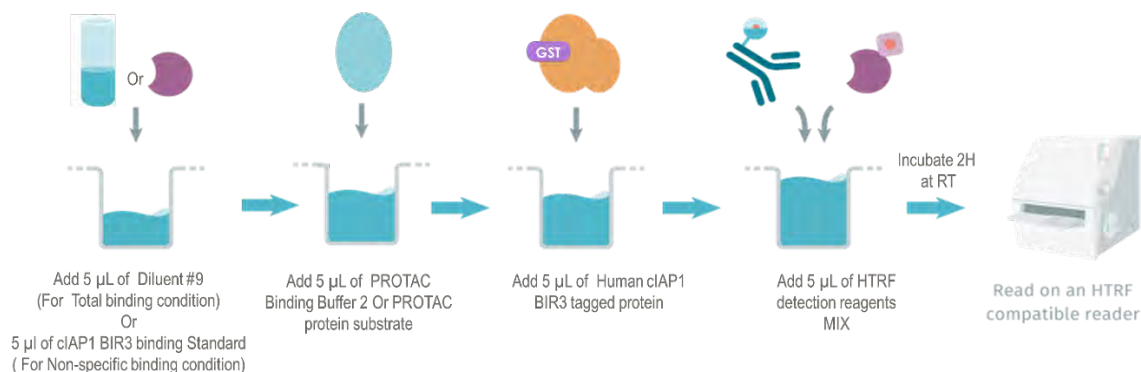 Or
GST
Incubate 2H
at RT
Add 5 µL of Diluent #9
(For Total binding condition)
Or
5 µl of cIAP1 BIR3 binding Standard
( For Non-specific binding condition)
Add 5 µL of PROTAC
Binding Buffer 2 Or PROTAC
protein substrate
Add 5 µL of Human cIAP1
BIR3 tagged protein
Add 5 µL of HTRF
detection reagents
MIX
Read on an HTRF
compatible reader